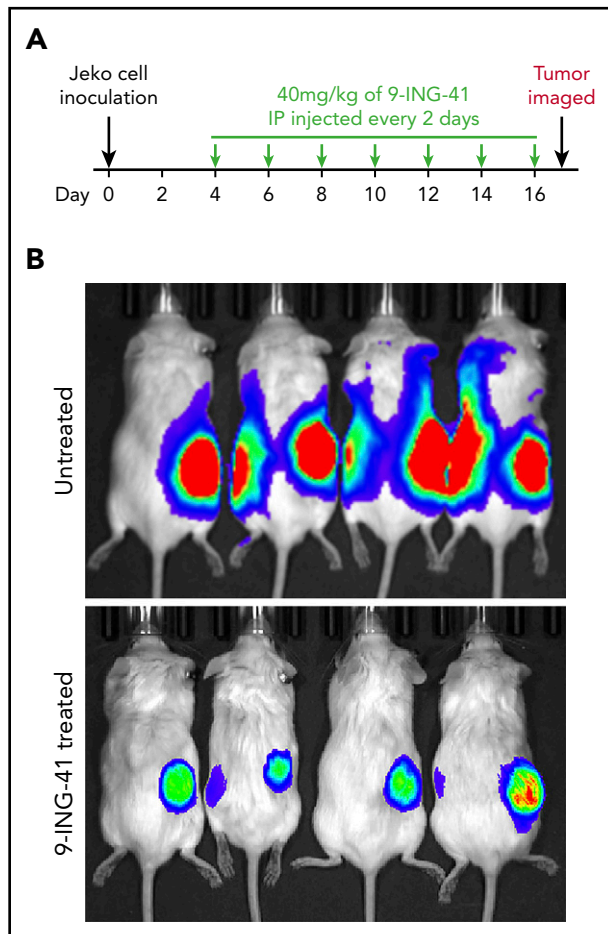 A
Jeko cell
inoculation
40mg/kg of 9-ING-41
IP injected every 2 days
Tumor
imaged
Day 0 2 4 6 8 10 12 14 16
B
Untreated
9-ING-41 treated